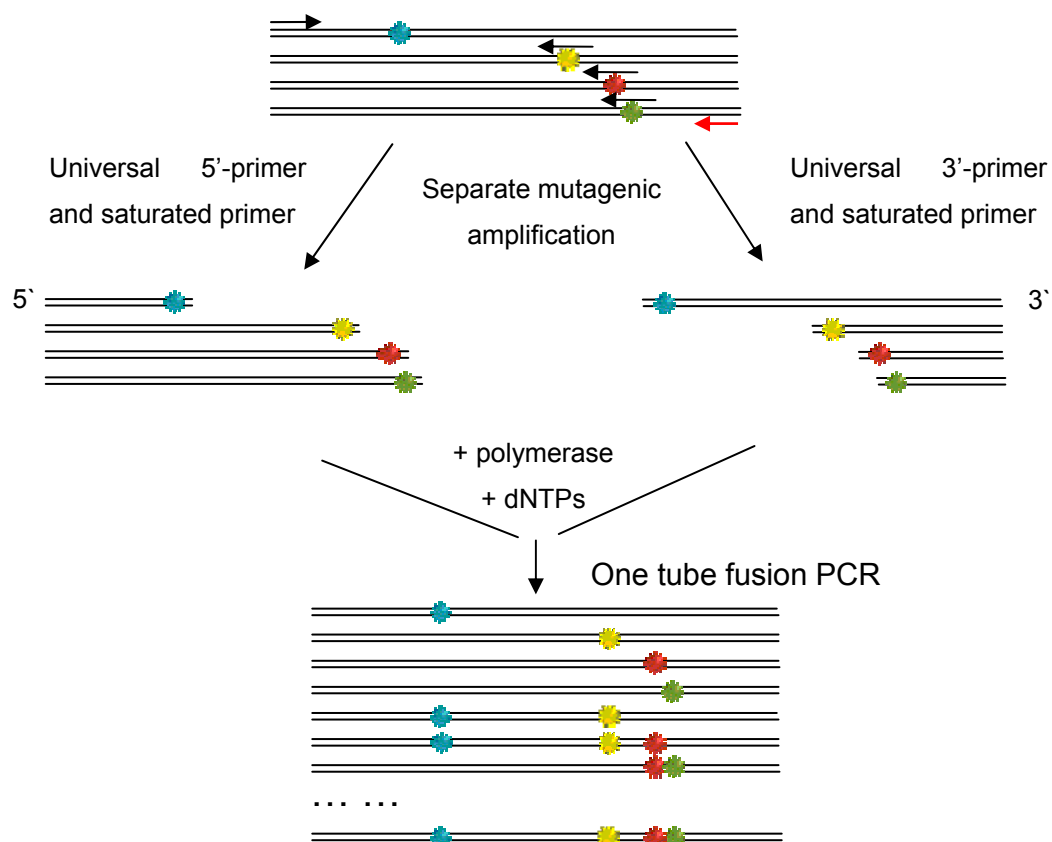 Universal 5’-primer
and saturated primer
Separate mutagenic
amplification
Universal 3’-primer
and saturated primer
5`
3`
+ polymerase
+ dNTPs
One tube fusion PCR
... ...